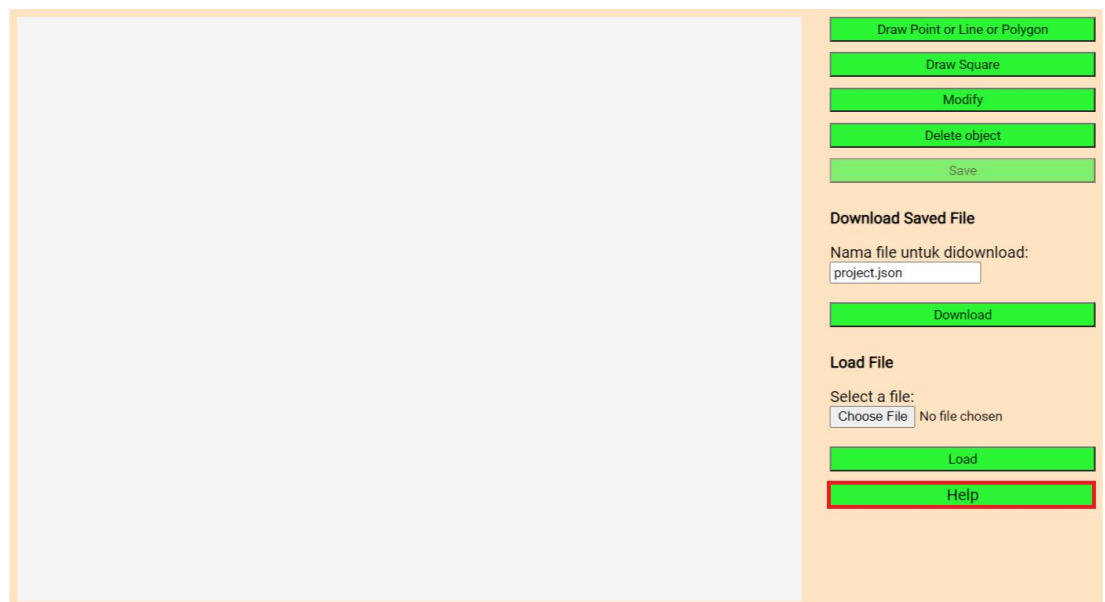 Draw Point or Line or Polygon
Draw Square
Modify
Delete object
Save
Download Saved File
Nama file untuk didownload:
project.json
Download
Load File
Select a file:
Choose File No file chosen
Load
Help